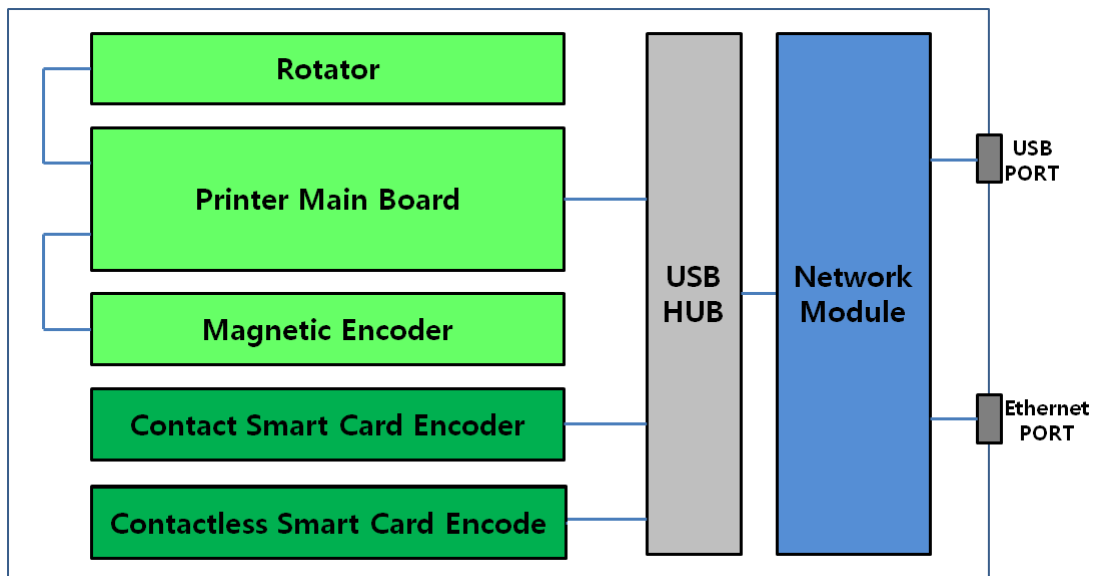 Rotator
Printer Main Board
Magnetic Encoder
Contact Smart Card Encoder
Contactless Smart Card Encode
USB
HUB
Network
Module
USB
PORT
Ethernet
PORT